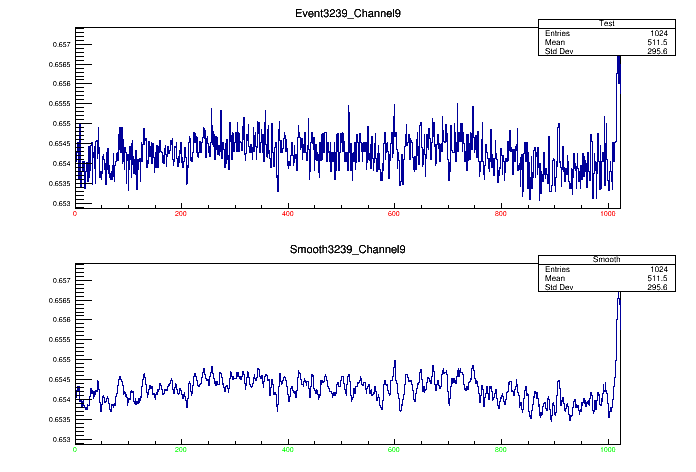 Event3239_Channel9
Test
Entries 1024
Mean 511.5
Std Dev 295.6
0.657
0.6565
0.656
0.6555
0.655
0.6545
0.654
0.6535
0.653
0 200 400 600 800 1000
Smooth3239_Channel9
Smooth
Entries 1024
Mean 511.5
Std Dev 295.6
0.657
0.6565
0.656
0.6555
0.655
0.6545
0.654
0.6535
0.653
0 200 400 600 800 1000